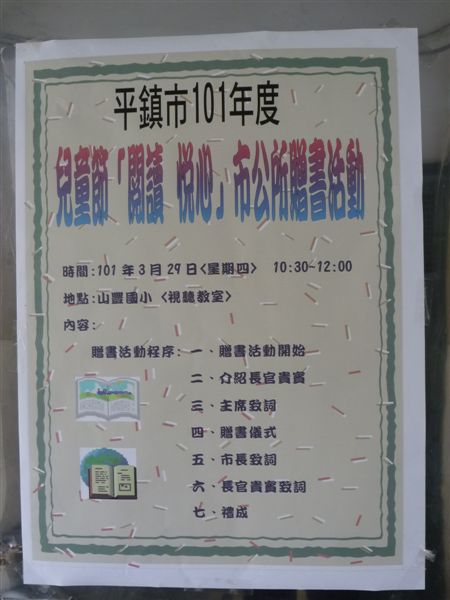 平鎮市101年度
兒童節「閱讀 悦心」市公所贈書活動
時間:101 年3月29日<星期四> 10:30-12:00
地點:山豐國小 <視聽教室>
內容:
贈書活動程序: 一、贈書活動開始
二、介紹長官貴賓
三、主席致詞
四、贈書儀式
五、市長致詞
六、長官貴賓致詞
七、禮成